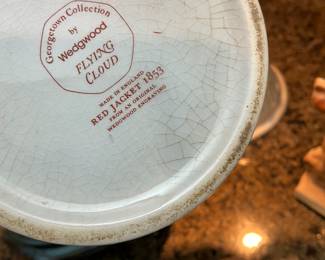 Georgetown Collection
by
Wedgwood
FLYING
CLOUD
MADE IN ENGLAND
RED JACKET 1853
FROM AN ORIGINAL
WEDGWOOD ENGRAVING